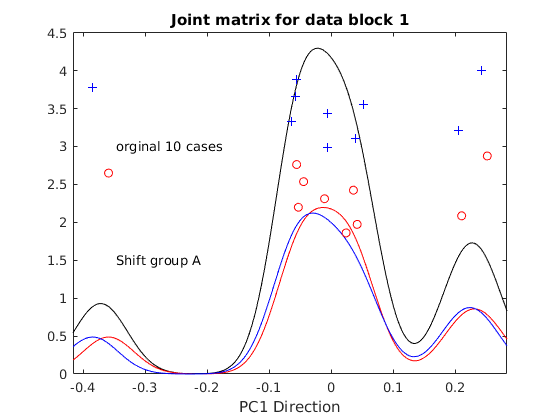 Joint matrix for data block 1
4.5
4
3.5
3
2.5
2
1.5
1
0.5
0
orginal 10 cases
Shift group A
-0.4 -0.3 -0.2 -0.1 0 0.1 0.2
PC1 Direction